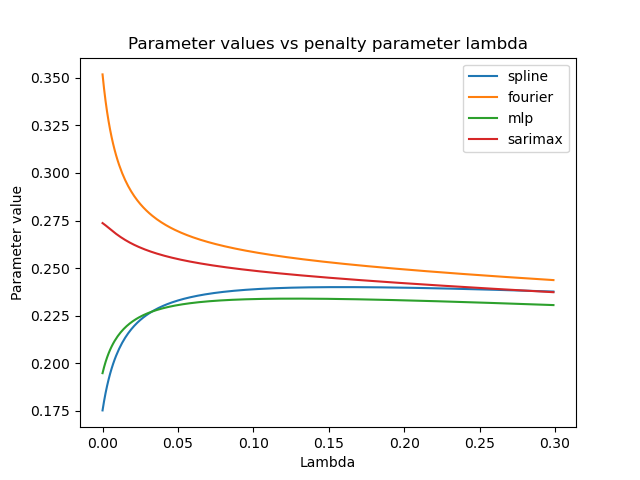 Parameter values vs penalty parameter lambda
Parameter value
0.350
0.325
0.300
0.275
0.250
0.225
0.200
0.175
spline
fourier
mlp
sarimax
0.00 0.05 0.10 0.15 0.20 0.25 0.30
Lambda